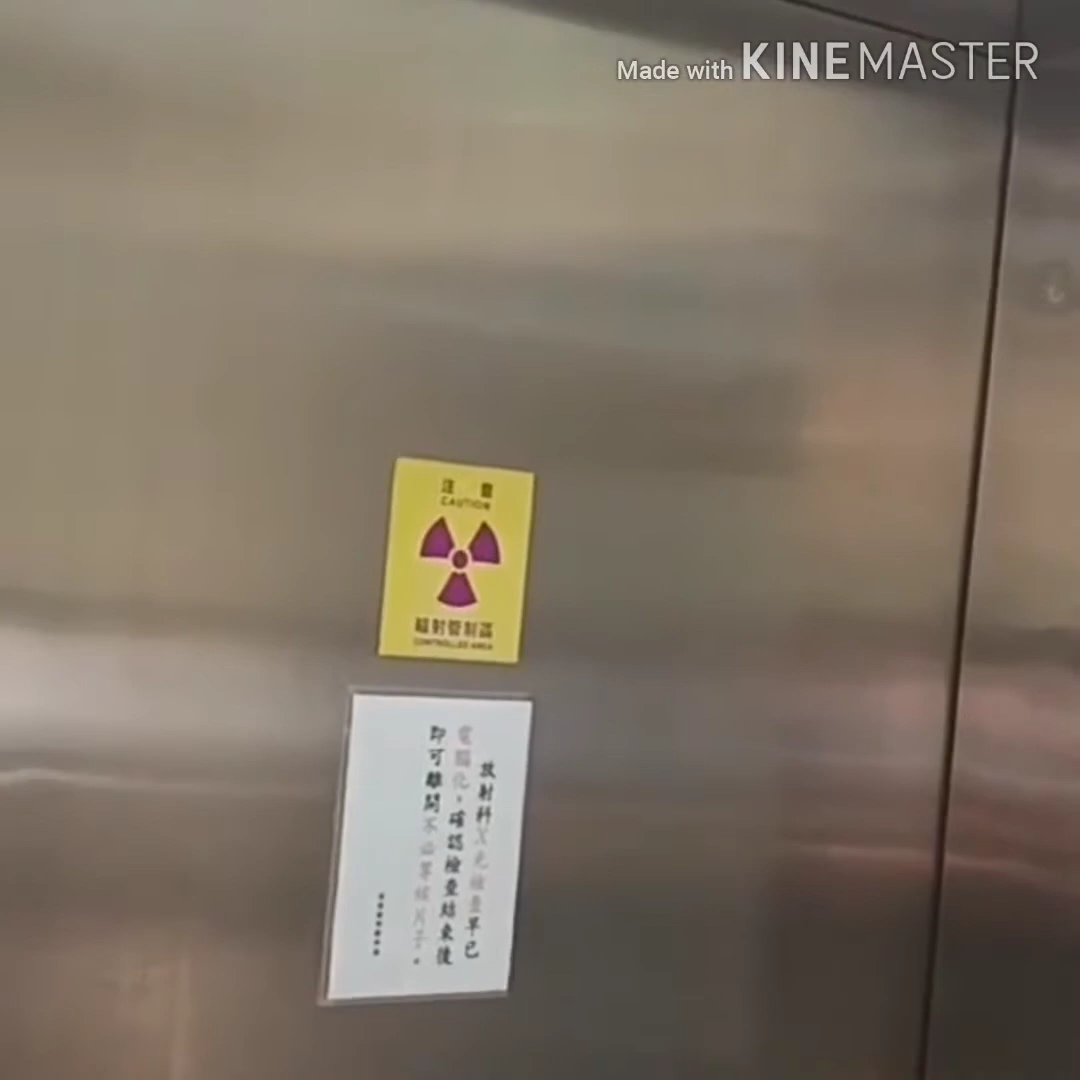 Made with KINEMASTER
注意
CAUTION
輻射管制區
CONTROLLED AREA
放射科X光檢查早已
電腦化，確認檢查結束後
即可離開不必等候片子。